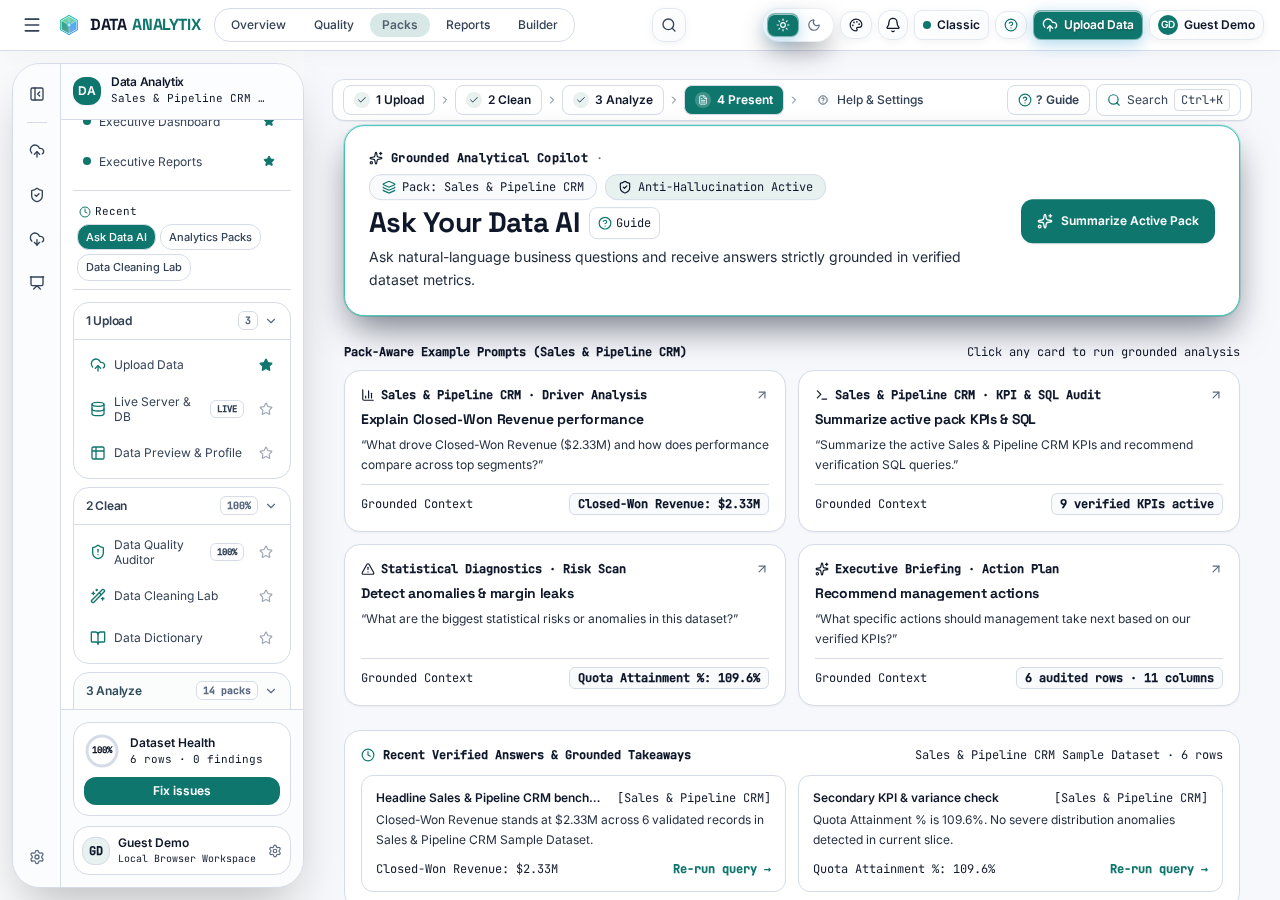 DATA ANALYTIX
Overview
Quality
Packs
Reports
Builder
Classic
Upload Data
GD
Guest Demo
DA
Data Analytix
Sales & Pipeline CRM …
Executive Dashboard
Executive Reports
Recent
Ask Data AI
Analytics Packs
Data Cleaning Lab
1 Upload
3
Upload Data
Live Server & DB
LIVE
Data Preview & Profile
2 Clean
100%
Data Quality Auditor
100%
Data Cleaning Lab
Data Dictionary
3 Analyze
14 packs
100%
Dataset Health
6 rows · 0 findings
Fix issues
GD
Guest Demo
Local Browser Workspace
1 Upload
2 Clean
3 Analyze
4 Present
Help & Settings
? Guide
Search
Ctrl+K
Grounded Analytical Copilot ·
Pack: Sales & Pipeline CRM
Anti-Hallucination Active
Ask Your Data AI
Guide
Ask natural-language business questions and receive answers strictly grounded in verified
dataset metrics.
Summarize Active Pack
Pack-Aware Example Prompts (Sales & Pipeline CRM)
Click any card to run grounded analysis
Sales & Pipeline CRM · Driver Analysis
Explain Closed-Won Revenue performance
“What drove Closed-Won Revenue ($2.33M) and how does performance
compare across top segments?”
Grounded Context
Closed-Won Revenue: $2.33M
Sales & Pipeline CRM · KPI & SQL Audit
Summarize active pack KPIs & SQL
“Summarize the active Sales & Pipeline CRM KPIs and recommend
verification SQL queries.”
Grounded Context
9 verified KPIs active
Statistical Diagnostics · Risk Scan
Detect anomalies & margin leaks
“What are the biggest statistical risks or anomalies in this dataset?”
Grounded Context
Quota Attainment %: 109.6%
Executive Briefing · Action Plan
Recommend management actions
“What specific actions should management take next based on our
verified KPIs?”
Grounded Context
6 audited rows · 11 columns
Recent Verified Answers & Grounded Takeaways
Sales & Pipeline CRM Sample Dataset · 6 rows
Headline Sales & Pipeline CRM bench...
[Sales & Pipeline CRM]
Closed-Won Revenue stands at $2.33M across 6 validated records in
Sales & Pipeline CRM Sample Dataset.
Closed-Won Revenue: $2.33M
Re-run query →
Secondary KPI & variance check
[Sales & Pipeline CRM]
Quota Attainment % is 109.6%. No severe distribution anomalies
detected in current slice.
Quota Attainment %: 109.6%
Re-run query →